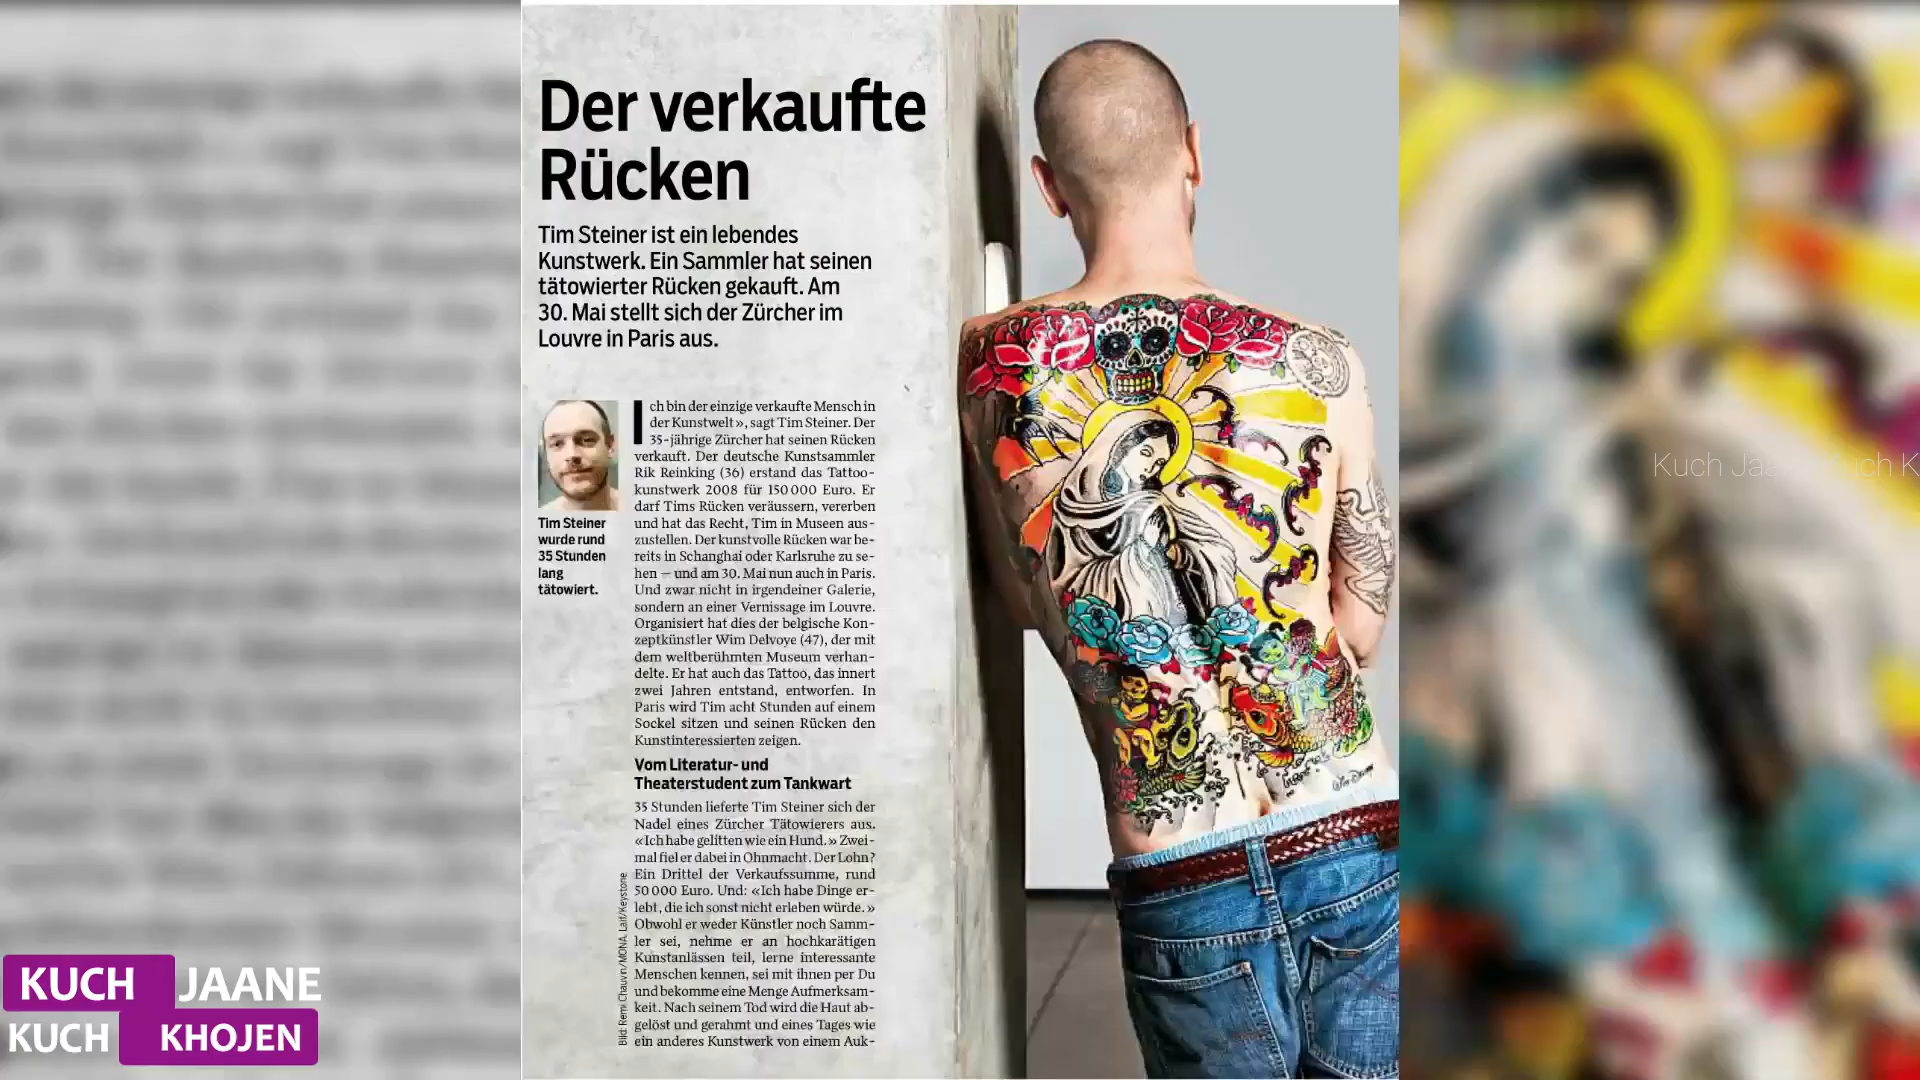 Der verkaufte
Rücken
Tim Steiner ist ein lebendes
Kunstwerk. Ein Sammler hat seinen
tätowierter Rücken gekauft. Am
30. Mai stellt sich der Zürcher im
Louvre in Paris aus.
Tim Steiner
wurde rund
35 Stunden
lang
tätowiert.
Ich bin der einzige verkaufte Mensch in
der Kunstwelt», sagt Tim Steiner. Der
35-jährige Zürcher hat seinen Rücken
verkauft. Der deutsche Kunstsammler
Rik Reinking (36) erstand das Tattoo-
kunstwerk 2008 für 150 000 Euro. Er
darf Tims Rücken veräussern, vererben
und hat das Recht, Tim in Museen aus-
zustellen. Der kunstvolle Rücken war be-
reits in Schanghai oder Karlsruhe zu se-
hen – und am 30. Mai nun auch in Paris.
Und zwar nicht in irgendeiner Galerie,
sondern an einer Vernissage im Louvre.
Organisiert hat dies der belgische Kon-
zeptkünstler Wim Delvoye (47), der mit
dem weltberühmten Museum verhan-
delte. Er hat auch das Tattoo, das innert
zwei Jahren entstand, entworfen. In
Paris wird Tim acht Stunden auf einem
Sockel sitzen und seinen Rücken den
Kunstinteressierten zeigen.
Vom Literatur- und
Theaterstudent zum Tankwart
35 Stunden lieferte Tim Steiner sich der
Nadel eines Zürcher Tätowierers aus.
«Ich habe gelitten wie ein Hund.» Zwei-
mal fiel er dabei in Ohnmacht. Der Lohn?
Ein Drittel der Verkaufssumme, rund
50 000 Euro. Und: «Ich habe Dinge er-
lebt, die ich sonst nicht erleben würde.»
Obwohl er weder Künstler noch Samm-
ler sei, nehme er an hochkarätigen
Kunstanlässen teil, lerne interessante
Menschen kennen, sei mit ihnen per Du
und bekomme eine Menge Aufmerksam-
keit. Nach seinem Tod wird die Haut ab-
gelöst und gerahmt und eines Tages wie
ein anderes Kunstwerk von einem Auk-
Bild: Remi Chauvin/MONA, Laif/Keystone
Kuch Jaa uch K
KUCH JAANE
KUCH KHOJEN